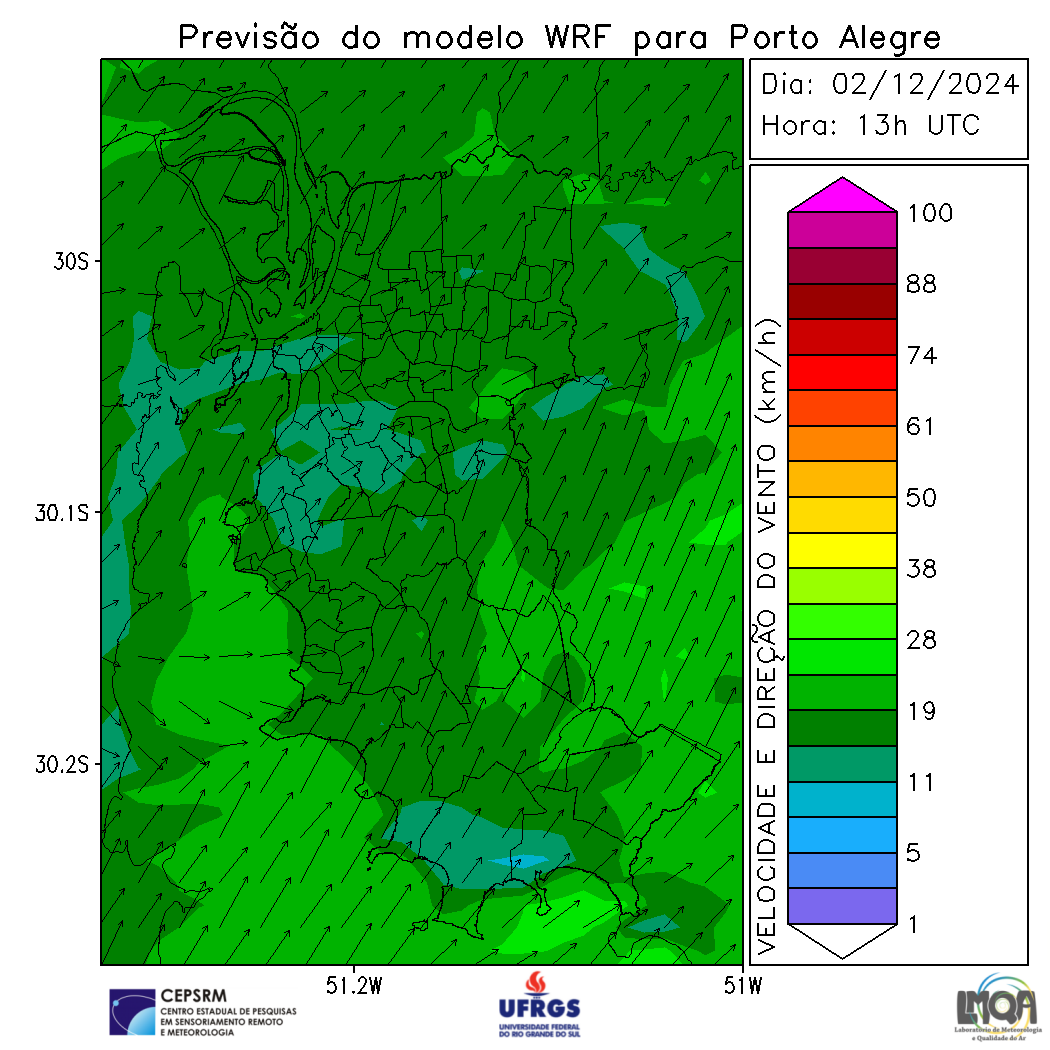 Previsão do modelo WRF para Porto Alegre
Dia: 02/12/2024
Hora: 13h UTC
30S
30.1S
30.2S
51.2W
51W
VELOCIDADE E DIREÇÃO DO VENTO (km/h)
100
88
74
61
50
38
28
19
11
5
1
CEPSRM
CENTRO ESTADUAL DE PESQUISAS
EM SENSORIAMENTO REMOTO
E METEOROLOGIA
UFRGS
UNIVERSIDADE FEDERAL
DO RIO GRANDE DO SUL
LMQA
Laboratório de Meteorologia
e Qualidade do Ar